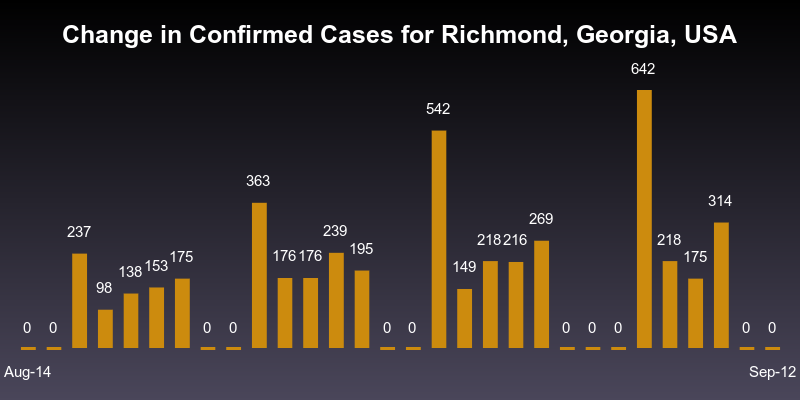 Change in Confirmed Cases for Richmond, Georgia, USA
642
542
363
314
237 239 269
98 138 153 175 176 176 195 149 218 216 218 175
0 0 0 0 0 0 0 0 0 0 0
Aug-14 Sep-12